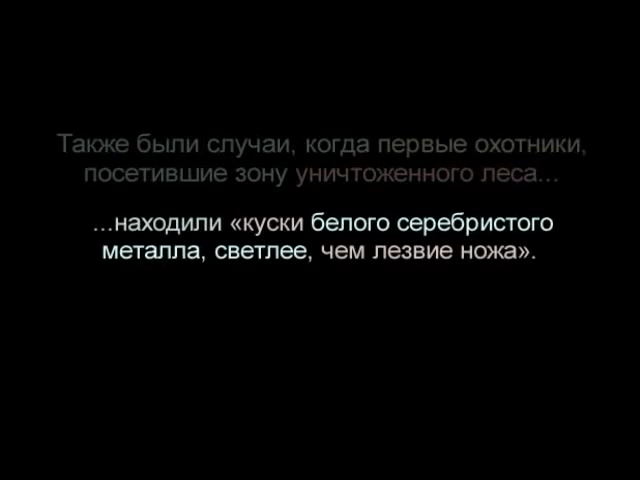 Также были случаи, когда первые охотники,
посетившие зону уничтоженного леса...
...находили «куски белого серебристого
металла, светлее, чем лезвие ножа».